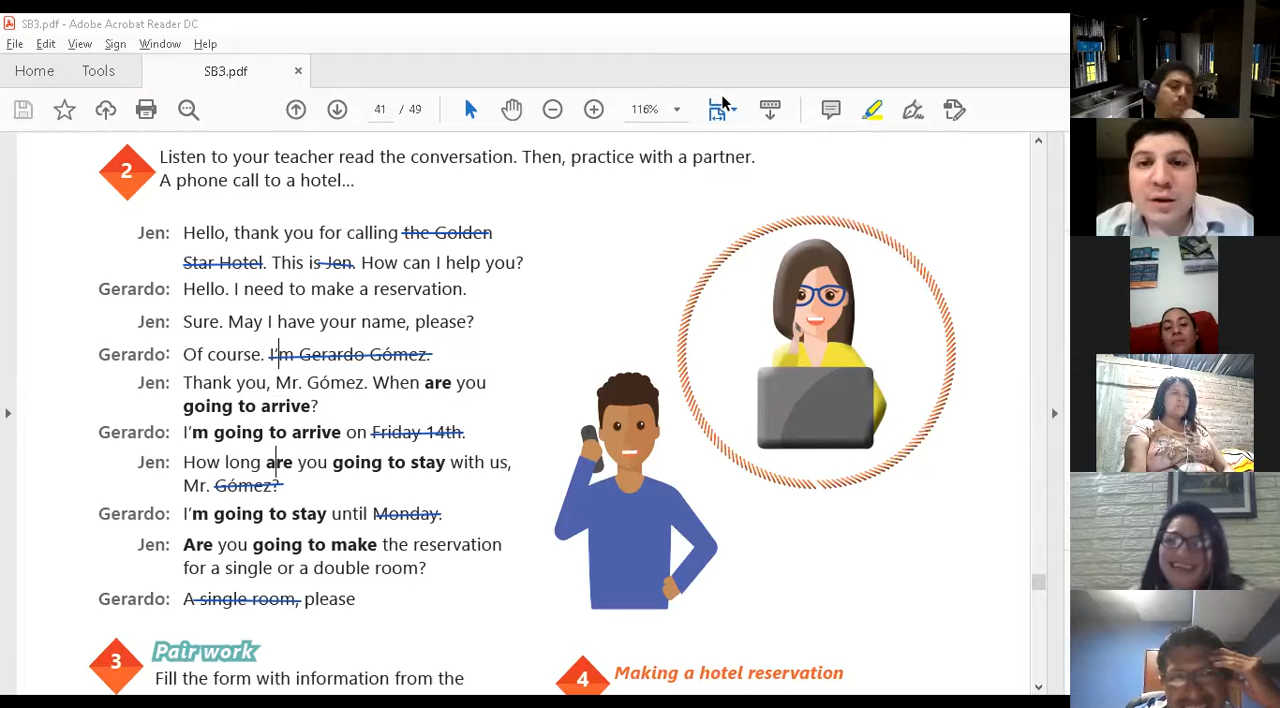 SB3.pdf - Adobe Acrobat Reader DC
File Edit View Sign Window Help
Home Tools SB3.pdf ×
41 / 49 116%
2 Listen to your teacher read the conversation. Then, practice with a partner.
A phone call to a hotel...
Jen: Hello, thank you for calling the Golden
Star Hotel. This is Jen. How can I help you?
Gerardo: Hello. I need to make a reservation.
Jen: Sure. May I have your name, please?
Gerardo: Of course. I'm Gerardo Gómez.
Jen: Thank you, Mr. Gómez. When are you
going to arrive?
Gerardo: I'm going to arrive on Friday 14th.
Jen: How long are you going to stay with us,
Mr. Gómez?
Gerardo: I'm going to stay until Monday.
Jen: Are you going to make the reservation
for a single or a double room?
Gerardo: A single room, please
3 Pair work
Fill the form with information from the
4 Making a hotel reservation